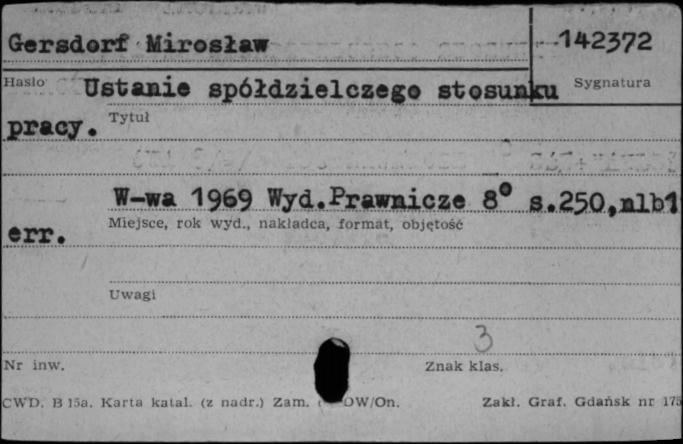 Gersdorf Mirosław 142372
Hasło Ustanie spółdzielczego stosunku Sygnatura
pracy. Tytuł
W-wa 1969 Wyd.Prawnicze 8° s.250,nlb1
err. Miejsce, rok wyd., nakładca, format, objętość
Uwagi
3
Nr inw. Znak klas.
CWD. B 15a. Karta katal. (z nadr.) Zam. OW/On. Zakł. Graf. Gdańsk nr 175